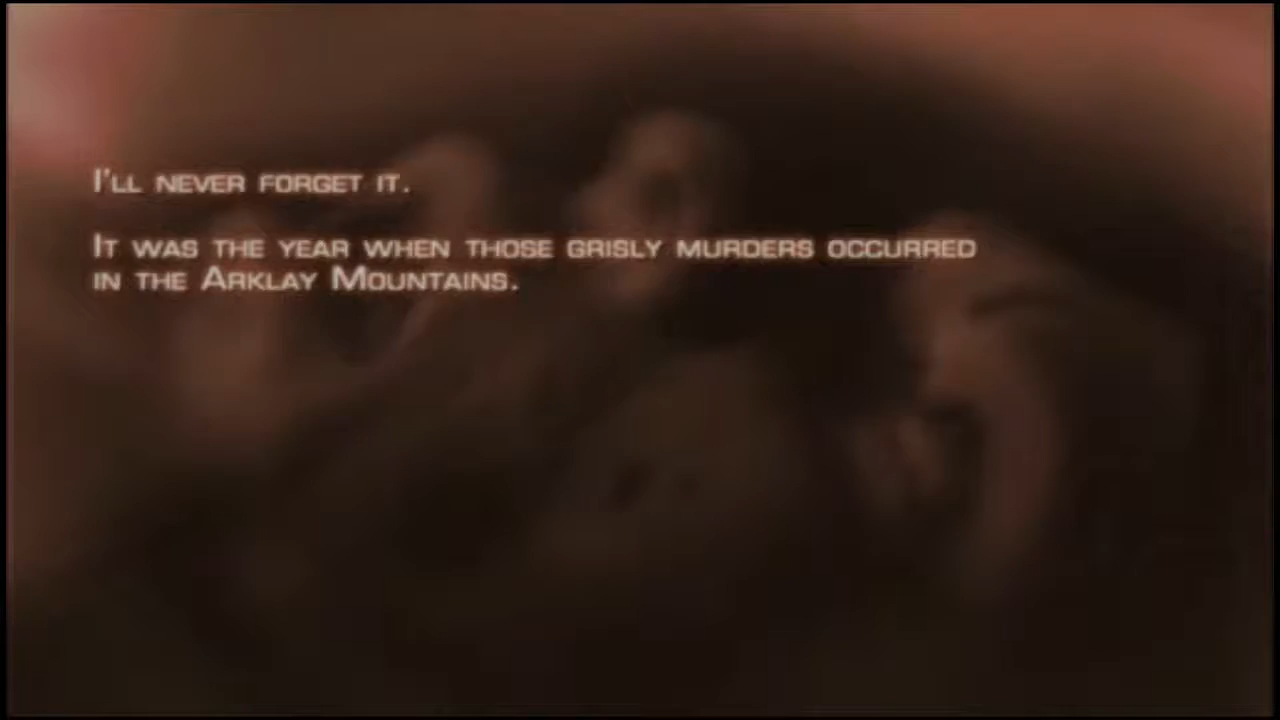 I'll never forget it.
It was the year when those grisly murders occurred
in the Arklay Mountains.